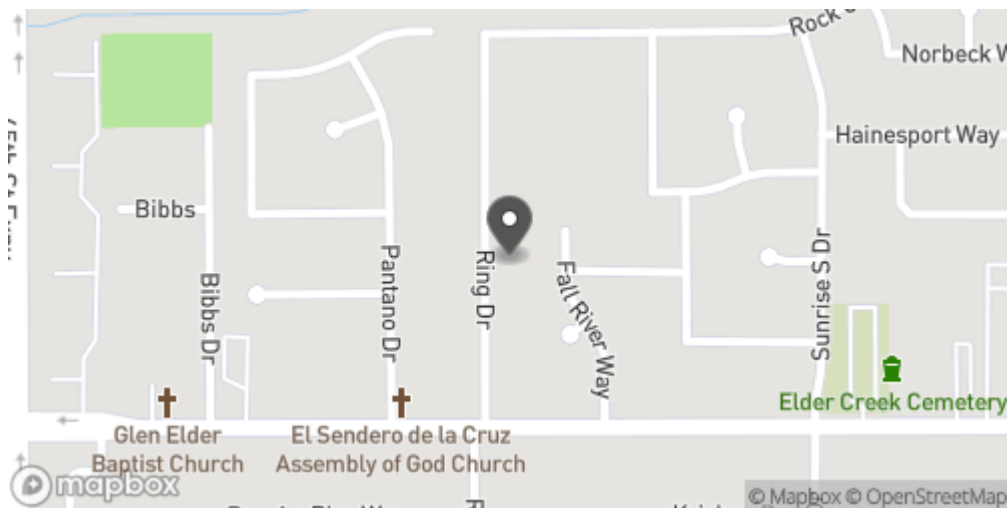 Rock
Norbeck W
Hainesport Way
Bibbs
Bibbs Dr
Pantano Dr
Ring Dr
Fall River Way
Sunrise S Dr
Elder Creek Cemetery
Glen Elder
Baptist Church
El Sendero de la Cruz
Assembly of God Church
mapbox
© Mapbox © OpenStreetMap